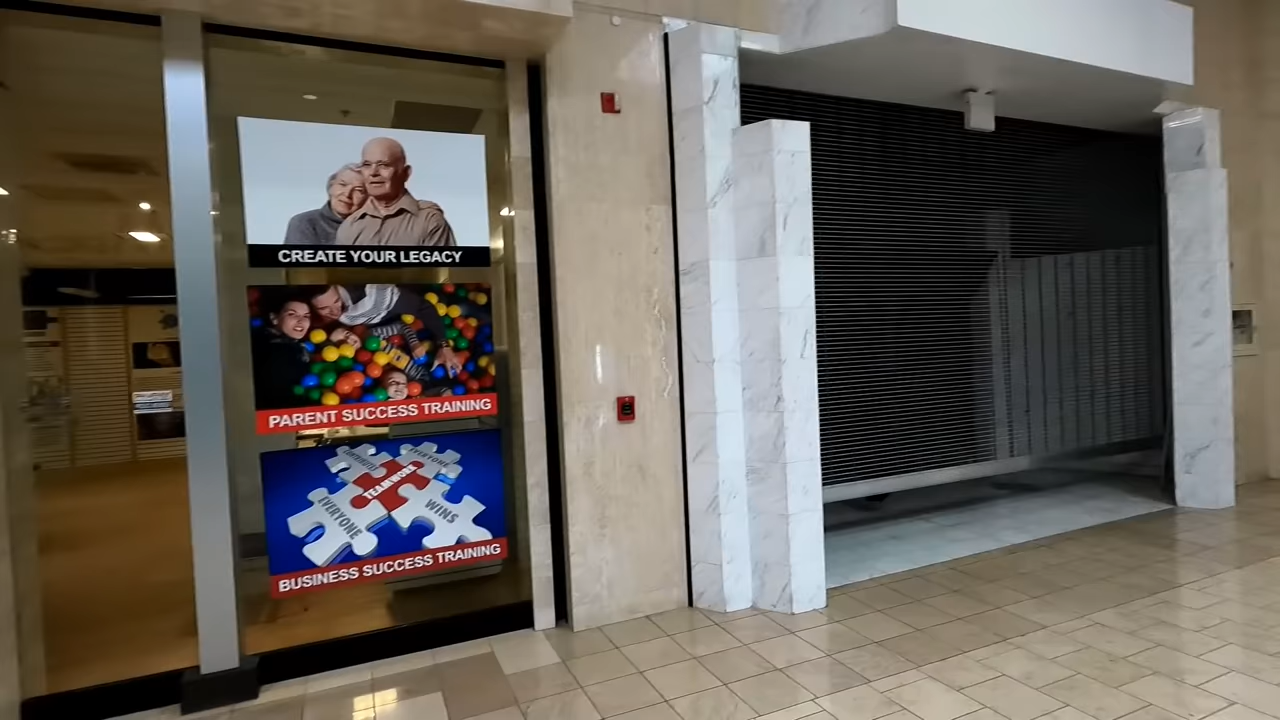 CREATE YOUR LEGACY
PARENT SUCCESS TRAINING
EVERYONE
TEAMWORK
EVERYONE
WINS
BUSINESS SUCCESS TRAINING